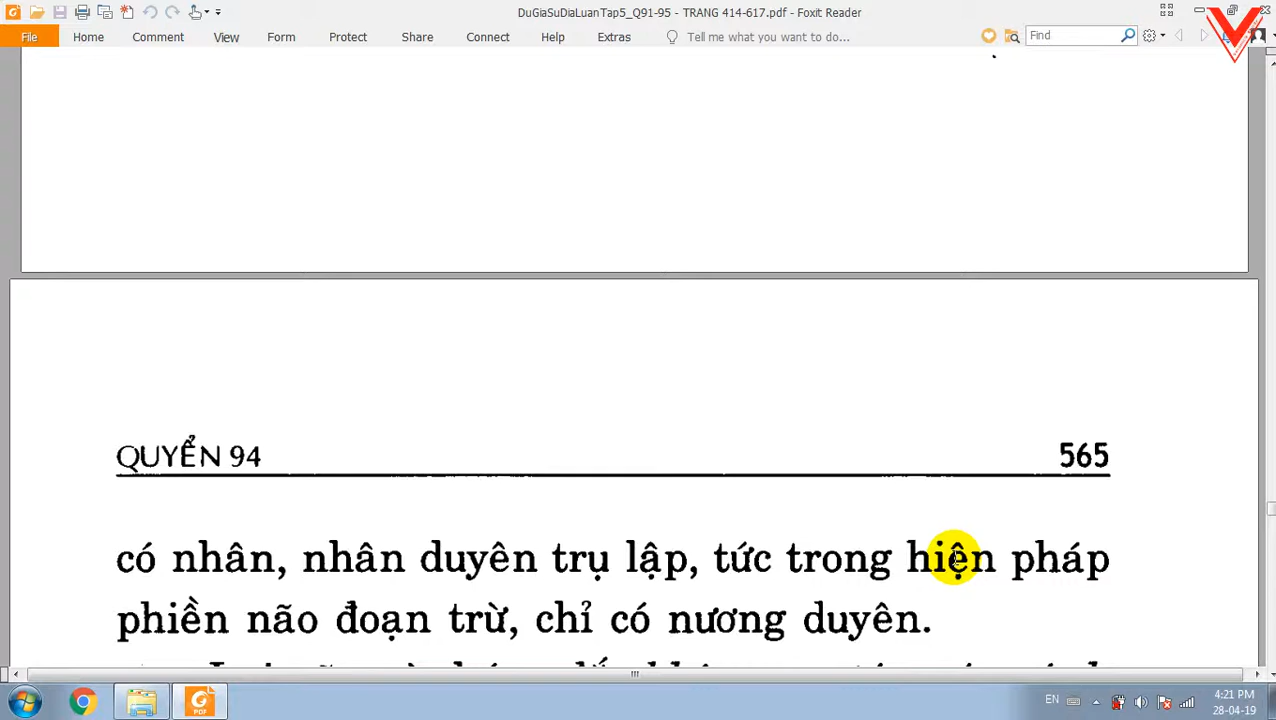 DuGiaSuDiaLuanTap5_Q91-95 - TRANG 414-617.pdf - Foxit Reader
File Home Comment View Form Protect Share Connect Help Extras Tell me what you want to do... Find
QUYỂN 94 565
có nhân, nhân duyên trụ lập, tức trong hiện pháp
phiền não đoạn trừ, chỉ có nương duyên.
EN 4:21 PM
28-04-19